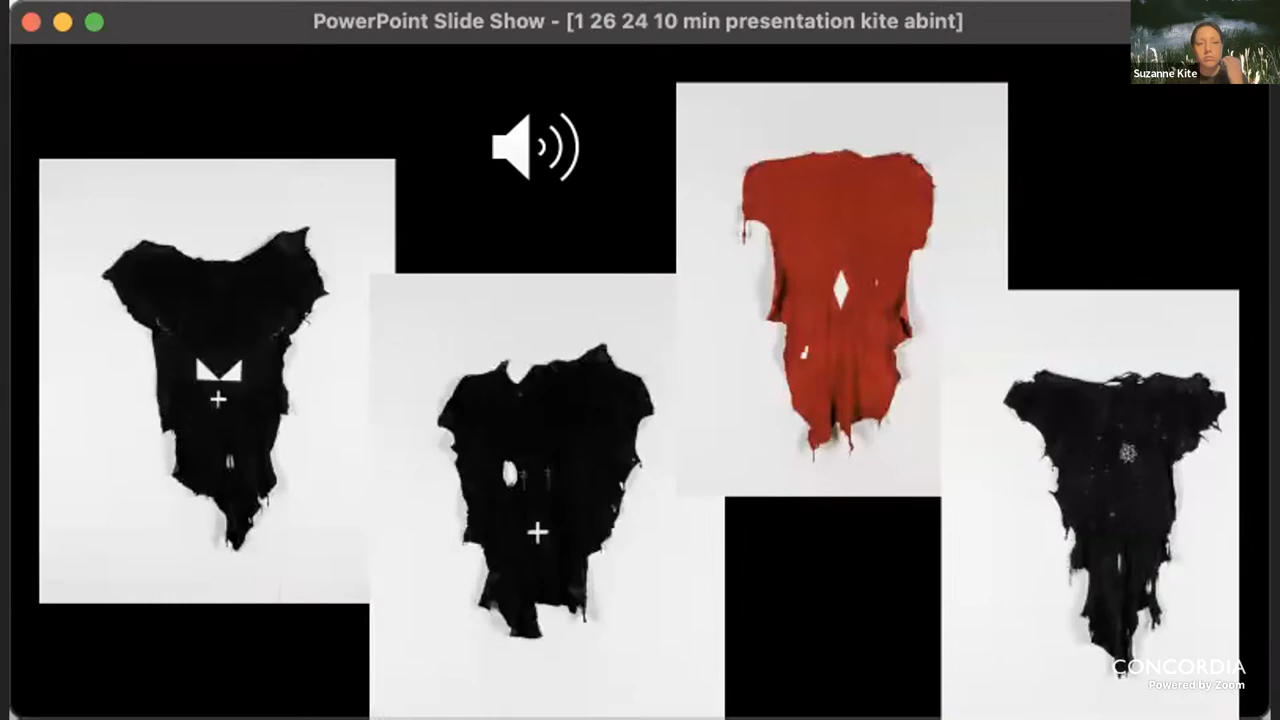 PowerPoint Slide Show - [1 26 24 10 min presentation kite abint]
Suzanne Kite
CONCORDIA
Powered by Zoom